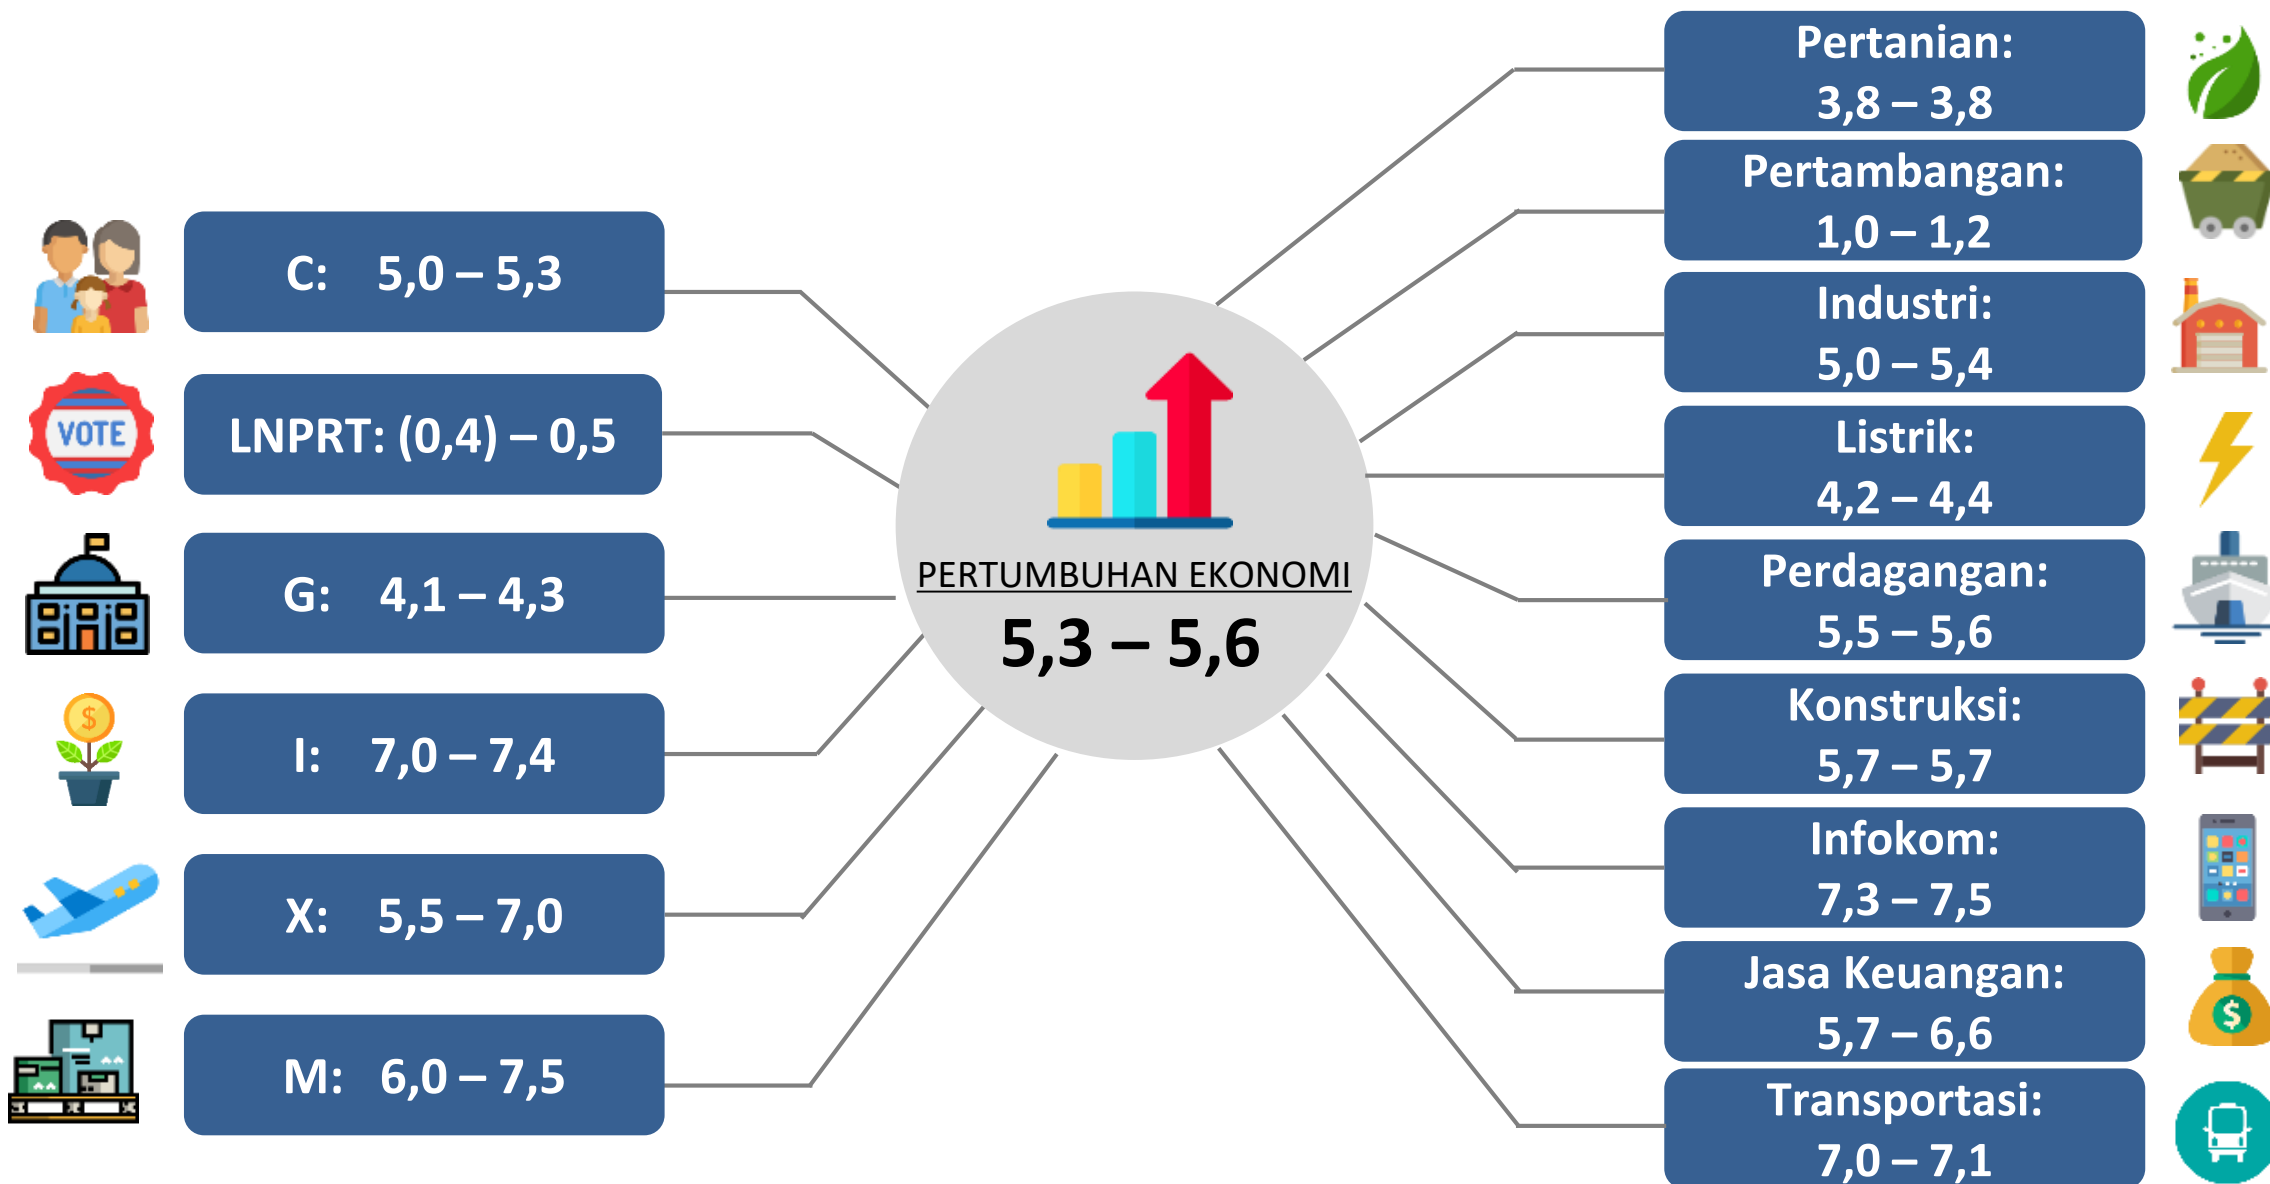 C: 5,0 – 5,3
VOTE
LNPRT: (0,4) – 0,5
G: 4,1 – 4,3
$
I: 7,0 – 7,4
X: 5,5 – 7,0
M: 6,0 – 7,5
PERTUMBUHAN EKONOMI
5,3 – 5,6
Pertanian:
3,8 – 3,8
Pertambangan:
1,0 – 1,2
Industri:
5,0 – 5,4
Listrik:
4,2 – 4,4
Perdagangan:
5,5 – 5,6
Konstruksi:
5,7 – 5,7
Infokom:
7,3 – 7,5
Jasa Keuangan:
5,7 – 6,6
$
Transportasi:
7,0 – 7,1